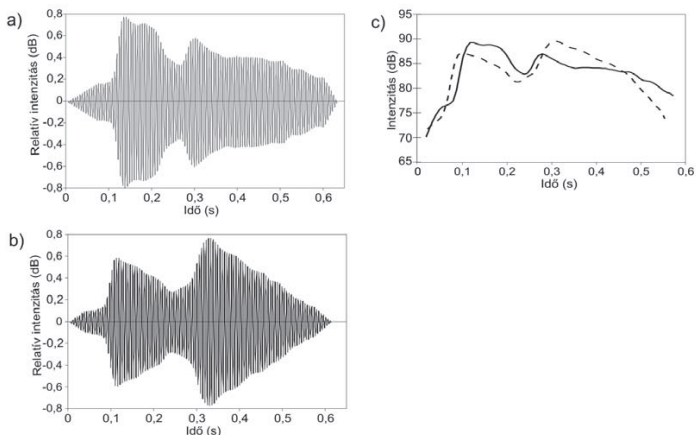 a)
Relatív intenzitás (dB)
0,8
0,6
0,4
0,2
0
-0,2
-0,4
-0,6
-0,8
0 0,1 0,2 0,3 0,4 0,5 0,6
Idő (s)
b)
Relatív intenzitás (dB)
0,8
0,6
0,4
0,2
0
-0,2
-0,4
-0,6
-0,8
0 0,1 0,2 0,3 0,4 0,5 0,6
Idő (s)
c)
Intenzitás (dB)
95
90
85
80
75
70
65
0 0,1 0,2 0,3 0,4 0,5 0,6
Idő (s)